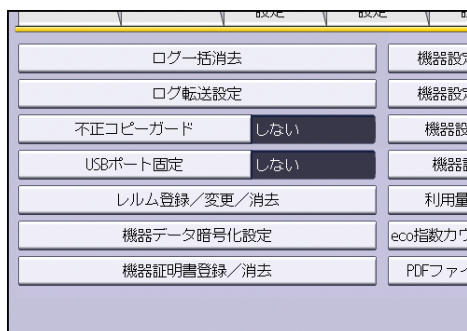 設定
設定
ログ一括消去
機器設定
ログ転送設定
機器設定
不正コピーガード しない
機器設
USBポート固定 しない
機器
レルム登録／変更／消去
利用量
機器データ暗号化設定
eco指数カウ
機器証明書登録／消去
PDFファイ